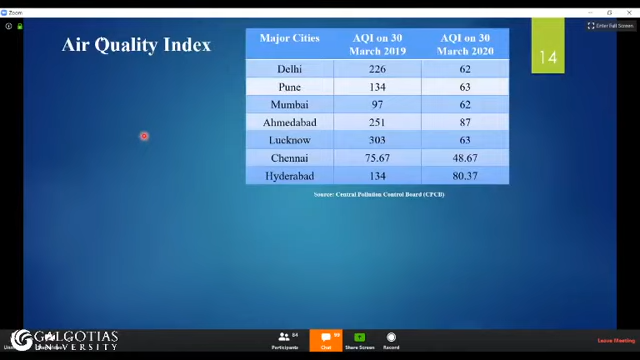 Zoom
Enter Full Screen
Air Quality Index
14
Major Cities AQI on 30 March 2019 AQI on 30 March 2020
Delhi 226 62
Pune 134 63
Mumbai 97 62
Ahmedabad 251 87
Lucknow 303 63
Chennai 75.67 48.67
Hyderabad 134 80.37
Source: Central Pollution Control Board (CPCB)
GALGOTIAS
UNIVERSITY
84
Participants Chat Share Screen Record
Leave Meeting